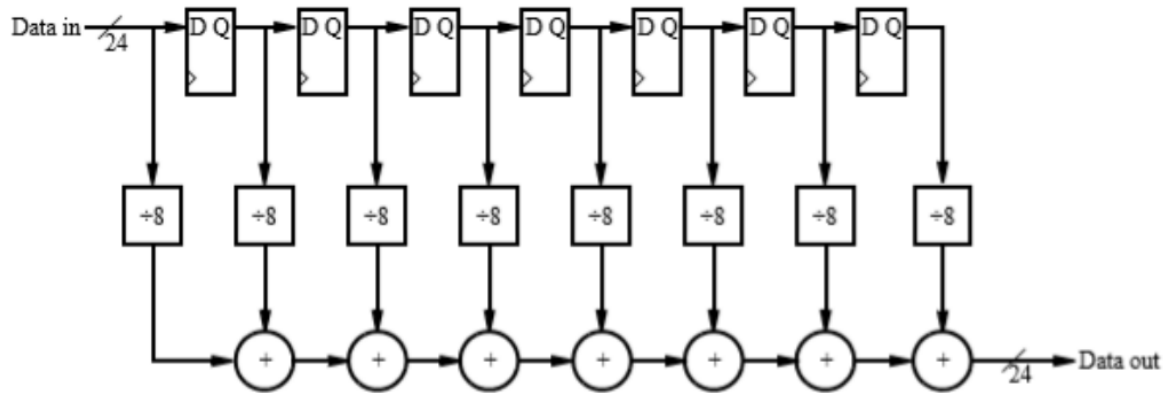 Data in 24 D Q D Q D Q D Q D Q D Q D Q
÷8 ÷8 ÷8 ÷8 ÷8 ÷8 ÷8 ÷8
+ + + + + + + 24 Data out